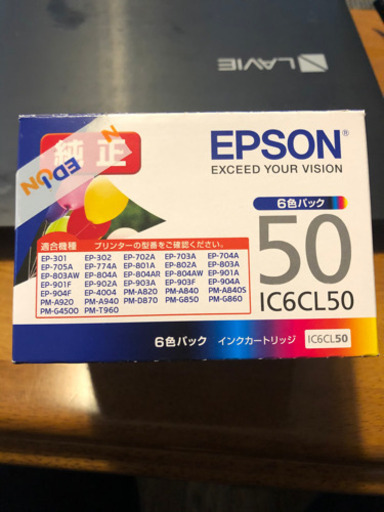 LAVIE
純正
EDION
EPSON®
EXCEED YOUR VISION
6色パック
50
IC6CL50
適合機種 プリンターの型番をご確認ください。
EP-301 EP-302 EP-702A EP-703A EP-704A
EP-705A EP-774A EP-801A EP-802A EP-803A
EP-803AW EP-804A EP-804AR EP-804AW EP-901A
EP-901F EP-902A EP-903A EP-903F EP-904A
EP-904F EP-4004 PM-A820 PM-A840 PM-A840S
PM-A920 PM-A940 PM-D870 PM-G850 PM-G860
PM-G4500 PM-T960
6色パック インクカートリッジ IC6CL50